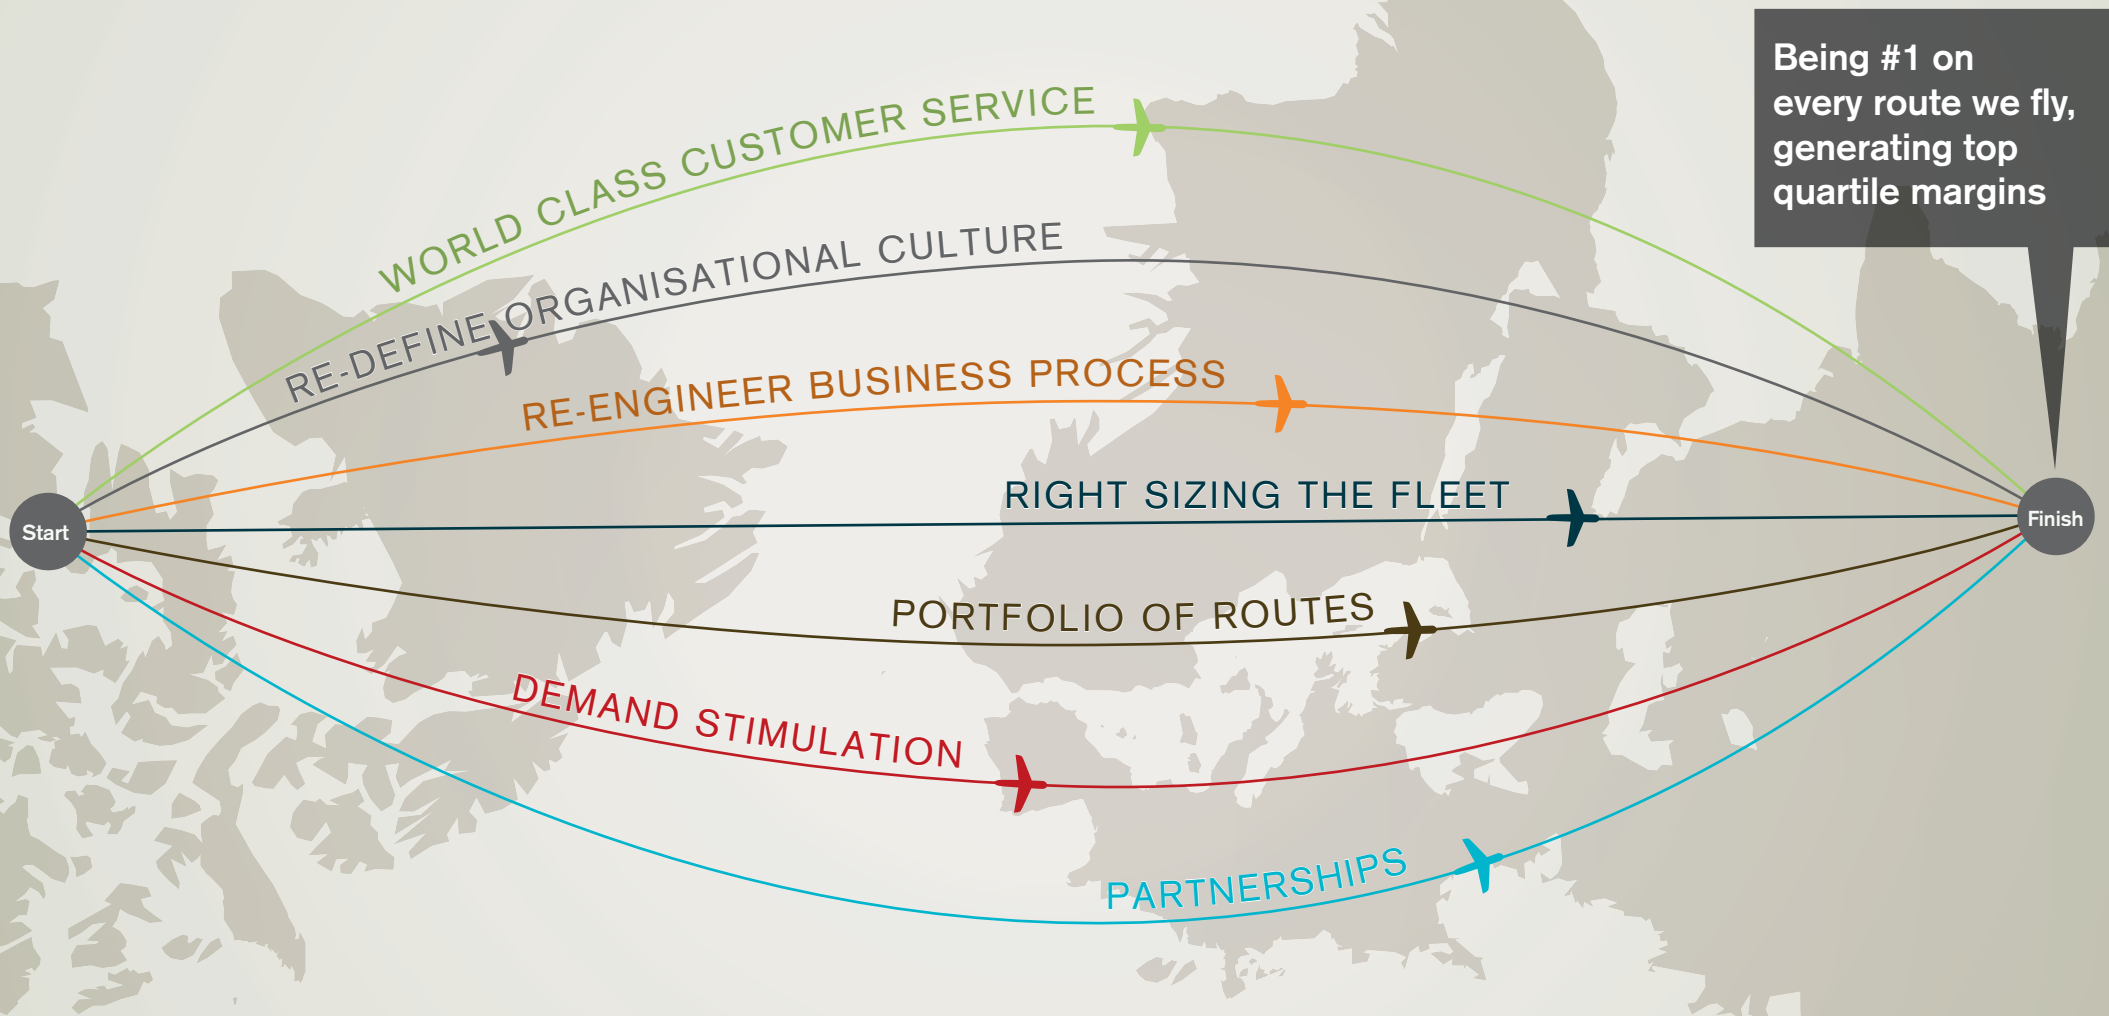 Being #1 on
every route we fly,
generating top
quartile margins
WORLD CLASS CUSTOMER SERVICE
RE-DEFINE ORGANISATIONAL CULTURE
RE-ENGINEER BUSINESS PROCESS
RIGHT SIZING THE FLEET
Start
Finish
PORTFOLIO OF ROUTES
DEMAND STIMULATION
PARTNERSHIPS